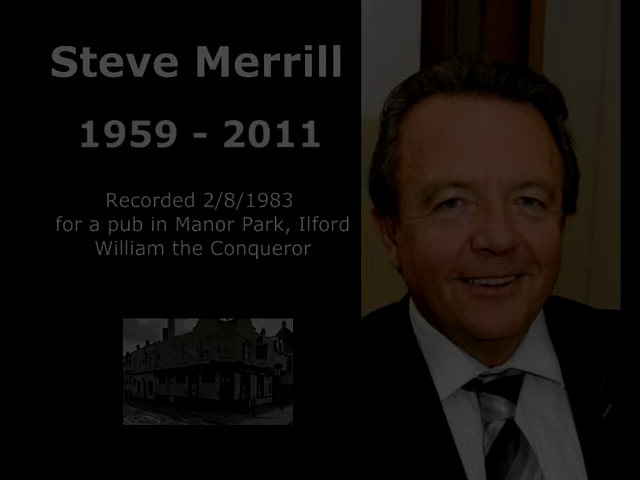 Steve Merrill
1959 - 2011
Recorded 2/8/1983
for a pub in Manor Park, Ilford
William the Conqueror